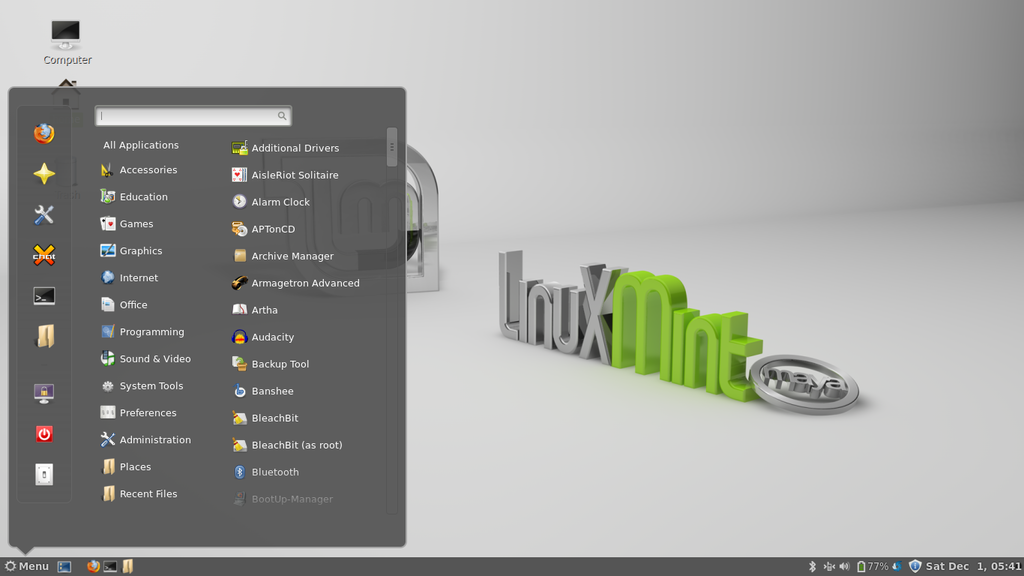 Computer
All Applications
Accessories
Education
Games
Graphics
Internet
Office
Programming
Sound & Video
System Tools
Preferences
Administration
Places
Recent Files
Additional Drivers
AisleRiot Solitaire
Alarm Clock
APTonCD
Archive Manager
Armagetron Advanced
Artha
Audacity
Backup Tool
Banshee
BleachBit
BleachBit (as root)
Bluetooth
BootUp-Manager
LinuxMint
maya
Menu
77%
Sat Dec 1, 05:41